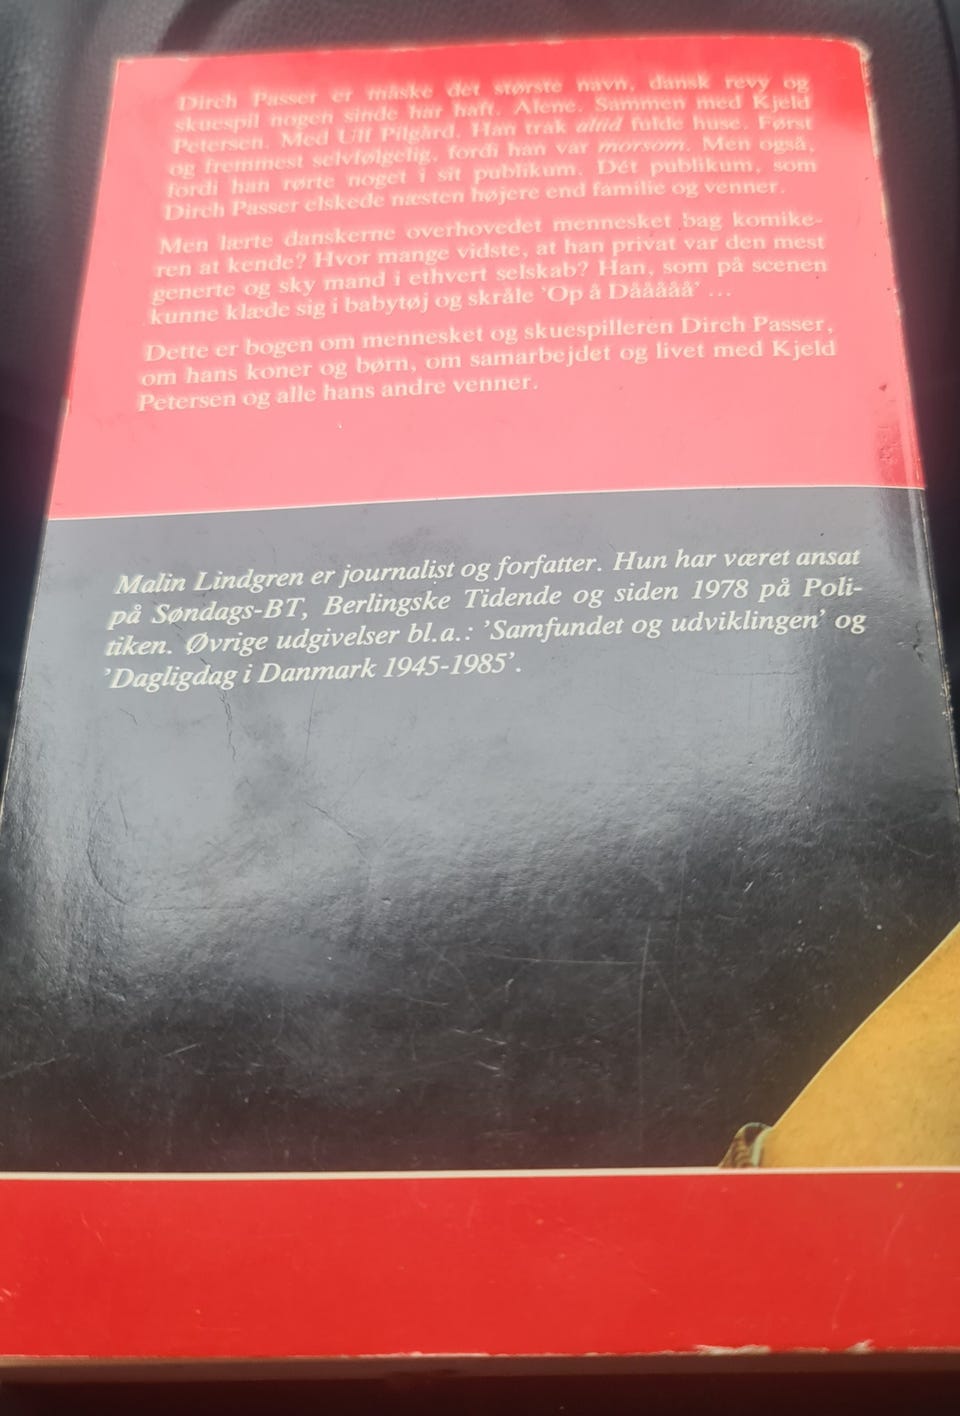 Dirch Passer er måske det største navn, dansk revy og
skuespil nogen sinde har haft. Alene. Sammen med Kjeld
Petersen. Med Ulf Pilgård. Han trak altid fulde huse. Først
og fremmest selvfølgelig, fordi han var morsom. Men også,
fordi han rørte noget i sit publikum. Dét publikum, som
Dirch Passer elskede næsten højere end familie og venner.
Men lærte danskerne overhovedet mennesket bag komike-
ren at kende? Hvor mange vidste, at han privat var den mest
generte og sky mand i ethvert selskab? Han, som på scenen
kunne klæde sig i babytøj og skråle 'Op å Dååååå' ...
Dette er bogen om mennesket og skuespilleren Dirch Passer,
om hans koner og børn, om samarbejdet og livet med Kjeld
Petersen og alle hans andre venner.
Malin Lindgren er journalist og forfatter. Hun har været ansat
på Søndags-BT, Berlingske Tidende og siden 1978 på Poli-
tiken. Øvrige udgivelser bl.a.: 'Samfundet og udviklingen' og
'Dagligdag i Danmark 1945-1985'.